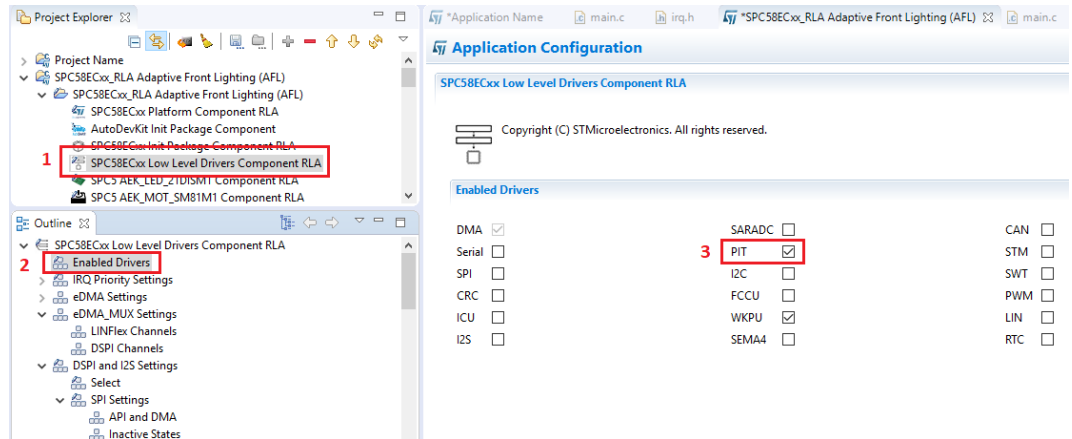 Project Explorer
Project Name
SPC58ECxx_RLA Adaptive Front Lighting (AFL)
SPC58ECxx_RLA Adaptive Front Lighting (AFL)
SPC58ECxx Platform Component RLA
AutoDevKit Init Package Component
SPC58ECxx Init Package Component RLA
1
SPC58ECxx Low Level Drivers Component RLA
SPC5 AEK_LED_21DISM1 Component RLA
SPC5 AEK_MOT_SM81M1 Component RLA
Outline
SPC58ECxx Low Level Drivers Component RLA
2
Enabled Drivers
IRQ Priority Settings
eDMA Settings
eDMA_MUX Settings
LINFlex Channels
DSPI Channels
DSPI and I2S Settings
Select
SPI Settings
API and DMA
Inactive States
*Application Name
main.c
irq.h
*SPC58ECxx_RLA Adaptive Front Lighting (AFL)
main.c
Application Configuration
SPC58ECxx Low Level Drivers Component RLA
Copyright (C) STMicroelectronics. All rights reserved.
Enabled Drivers
DMA
SARADC
CAN
Serial
3
PIT
STM
SPI
I2C
SWT
CRC
FCCU
PWM
ICU
WKPU
LIN
I2S
SEMA4
RTC